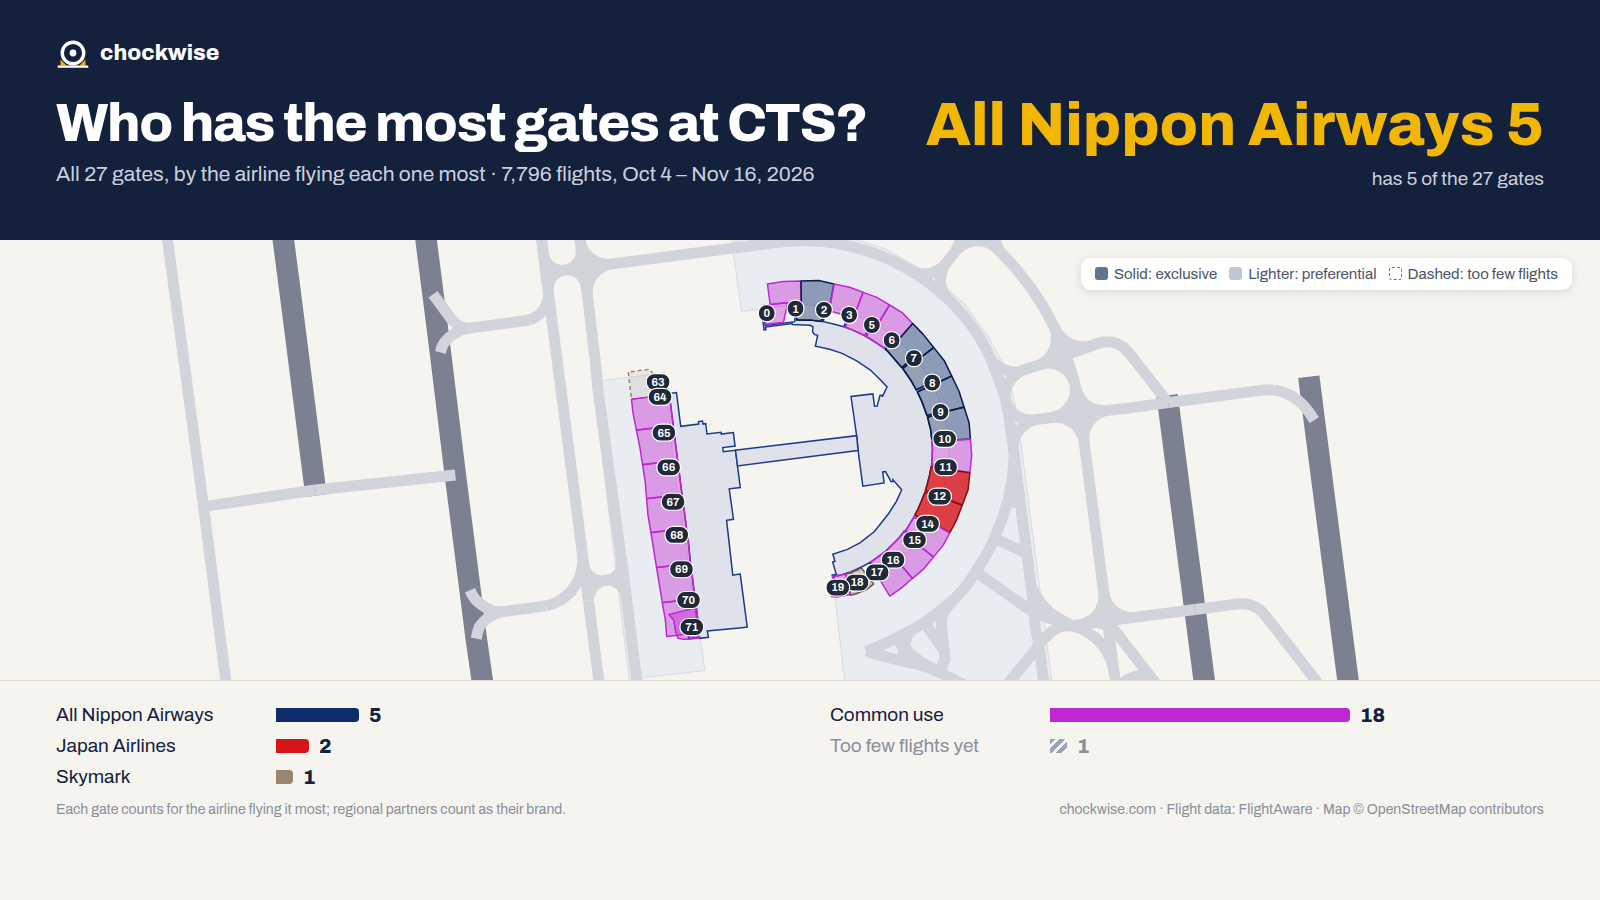 chockwise
Who has the most gates at CTS?
All Nippon Airways 5
All 27 gates, by the airline flying each one most · 7,796 flights, Oct 4 – Nov 16, 2026
has 5 of the 27 gates
Solid: exclusive
Lighter: preferential
Dashed: too few flights
0
1
2
3
5
6
7
8
9
10
11
12
14
15
16
17
18
19
63
64
65
66
67
68
69
70
71
All Nippon Airways 5
Japan Airlines 2
Skymark 1
Common use 18
Too few flights yet 1
Each gate counts for the airline flying it most; regional partners count as their brand.
chockwise.com · Flight data: FlightAware · Map © OpenStreetMap contributors